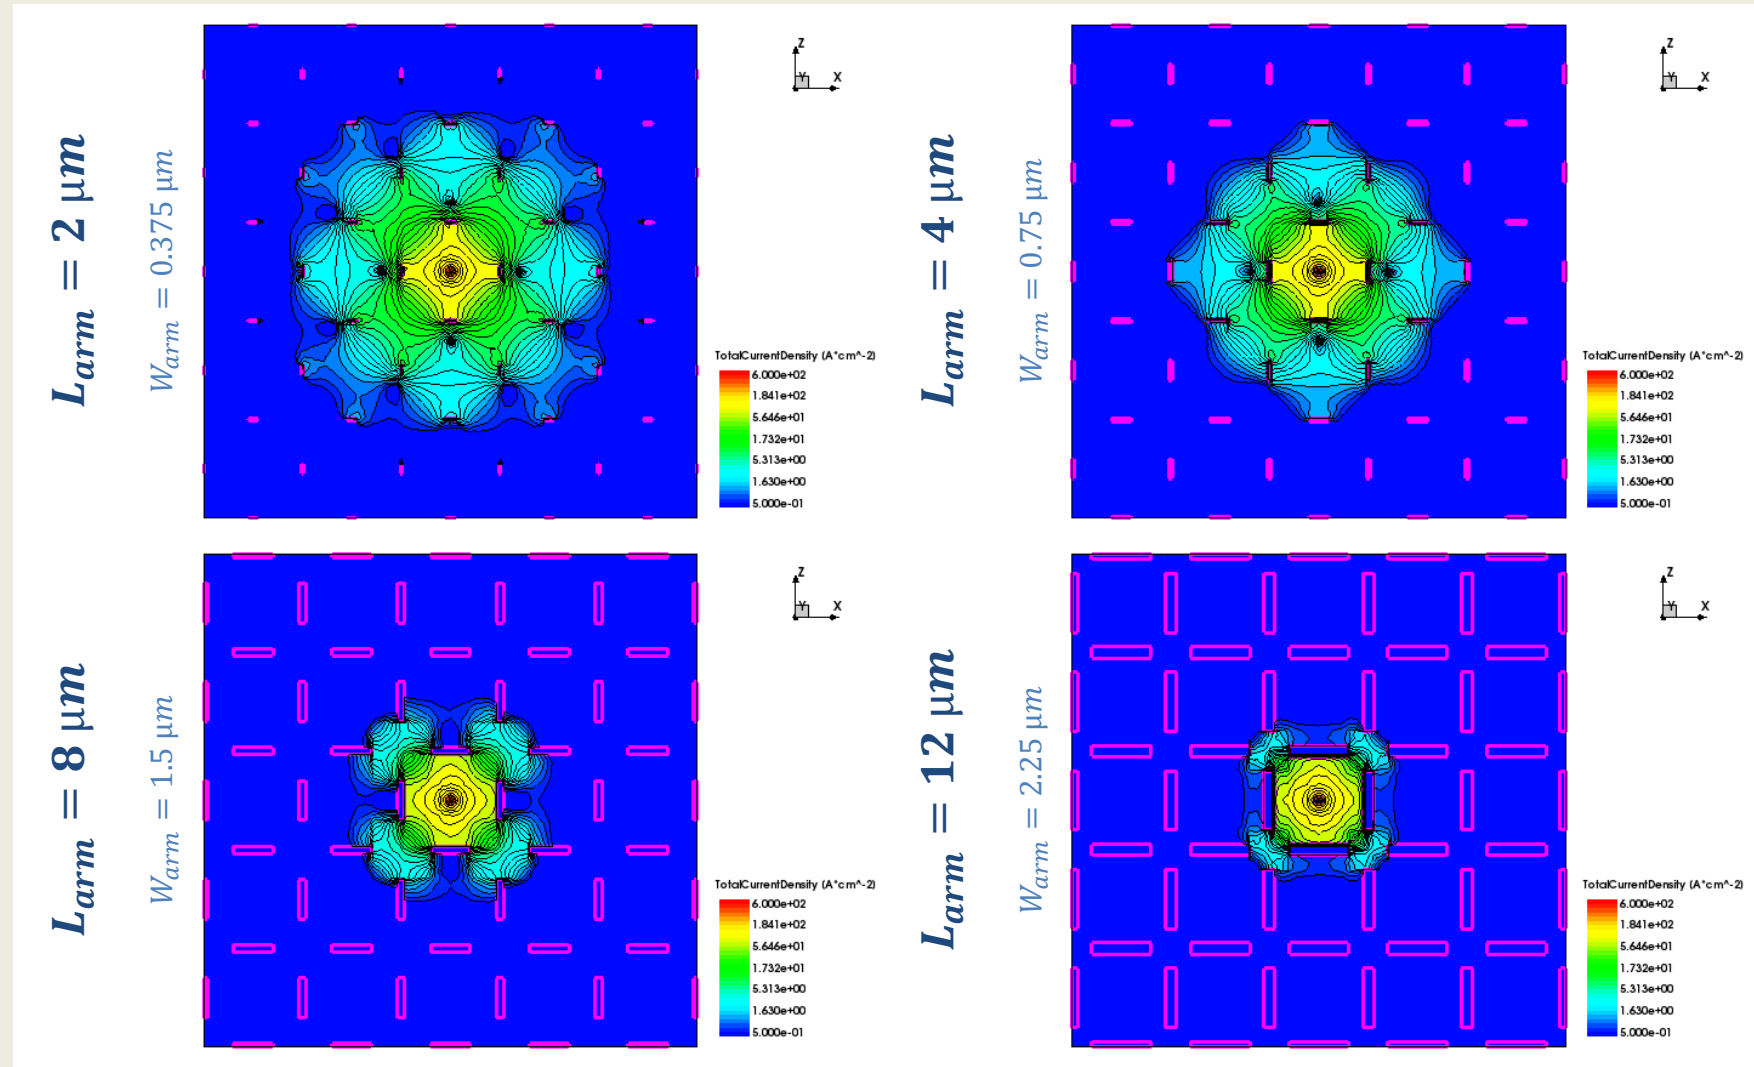 L_arm = 2 μm
W_arm = 0.375 μm
Z
Y
X
TotalCurrentDensity (A*cm^-2)
6.000e+02
1.841e+02
5.646e+01
1.732e+01
5.313e+00
1.630e+00
5.000e-01
L_arm = 4 μm
W_arm = 0.75 μm
Z
Y
X
TotalCurrentDensity (A*cm^-2)
6.000e+02
1.841e+02
5.646e+01
1.732e+01
5.313e+00
1.630e+00
5.000e-01
L_arm = 8 μm
W_arm = 1.5 μm
Z
Y
X
TotalCurrentDensity (A*cm^-2)
6.000e+02
1.841e+02
5.646e+01
1.732e+01
5.313e+00
1.630e+00
5.000e-01
L_arm = 12 μm
W_arm = 2.25 μm
Z
Y
X
TotalCurrentDensity (A*cm^-2)
6.000e+02
1.841e+02
5.646e+01
1.732e+01
5.313e+00
1.630e+00
5.000e-01